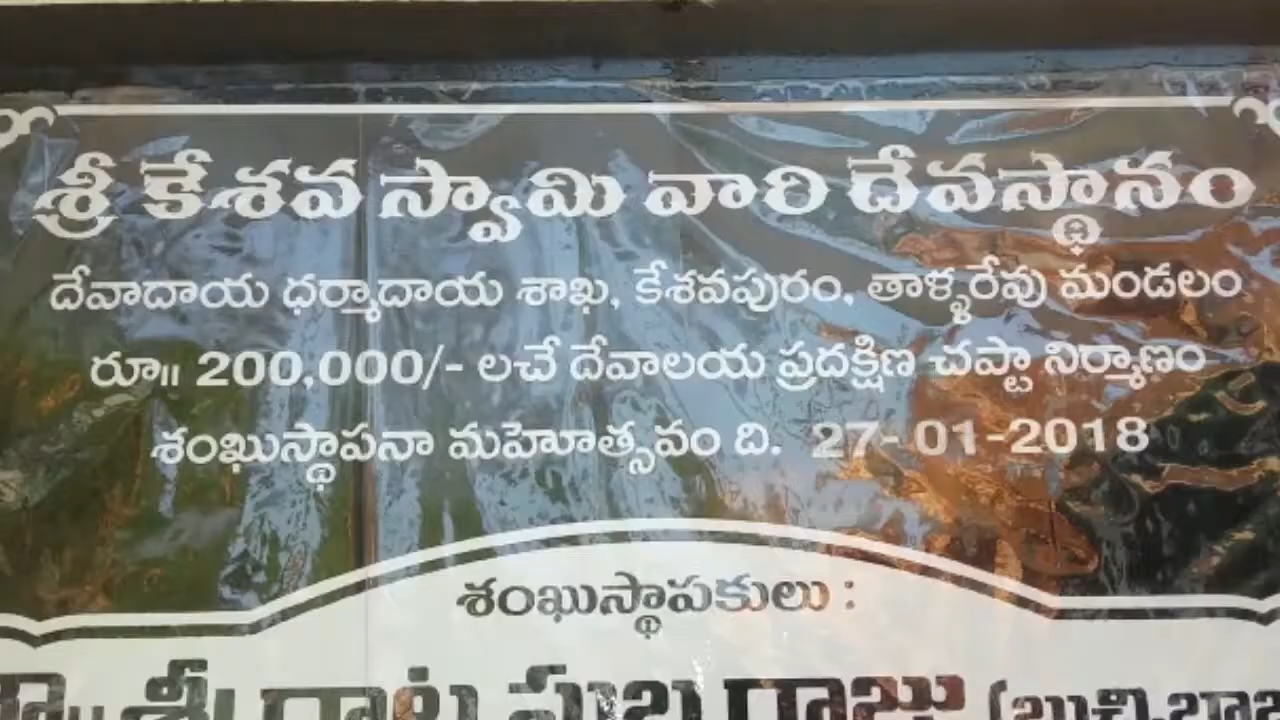 శ్రీ కేశవ స్వామి వారి దేవస్థానం
దేవాదాయ ధర్మాదాయ శాఖ, కేశవపురం, తాళ్ళరేవు మండలం
రూ॥ 200,000/- లచే దేవాలయ ప్రదక్షిణ చప్టా నిర్మాణం
శంఖుస్థాపనా మహోత్సవం ది. 27-01-2018
శంఖుస్థాపకులు :